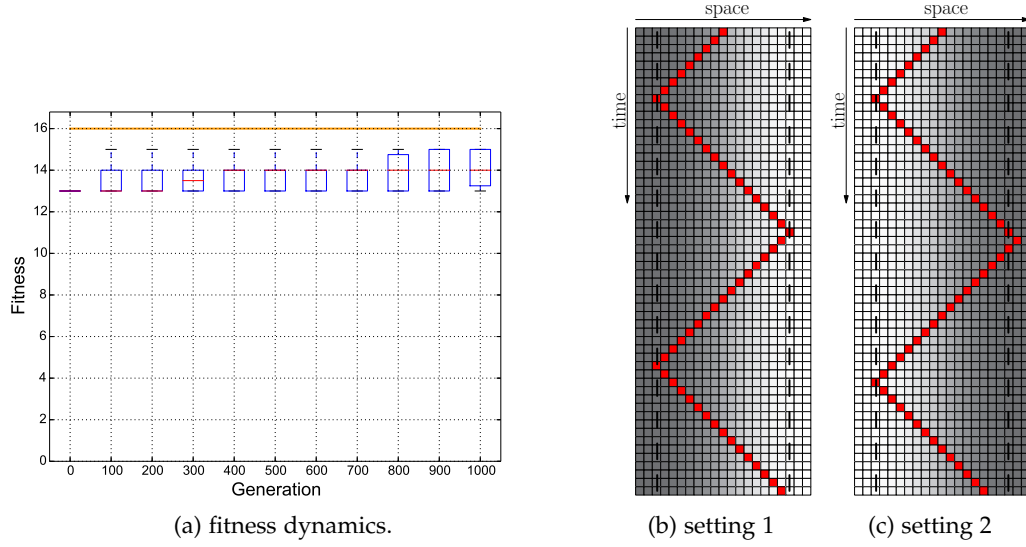 space
space
time
time
Fitness
16
14
12
10
8
6
4
2
0
0 100 200 300 400 500 600 700 800 900 1000
Generation
(a) fitness dynamics.
(b) setting 1
(c) setting 2